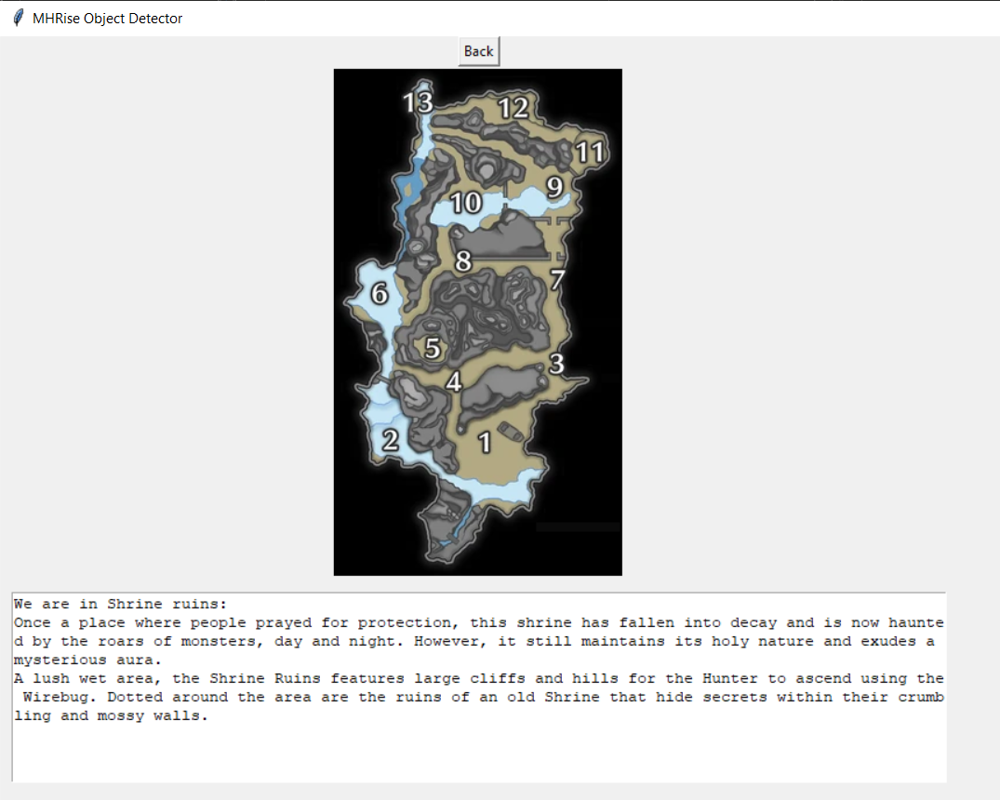 MHRise Object Detector
Back
13
12
11
9
10
8
7
6
5
3
4
2
1
We are in Shrine ruins:
Once a place where people prayed for protection, this shrine has fallen into decay and is now haunte
d by the roars of monsters, day and night. However, it still maintains its holy nature and exudes a
mysterious aura.
A lush wet area, the Shrine Ruins features large cliffs and hills for the Hunter to ascend using the
Wirebug. Dotted around the area are the ruins of an old Shrine that hide secrets within their crumb
ling and mossy walls.